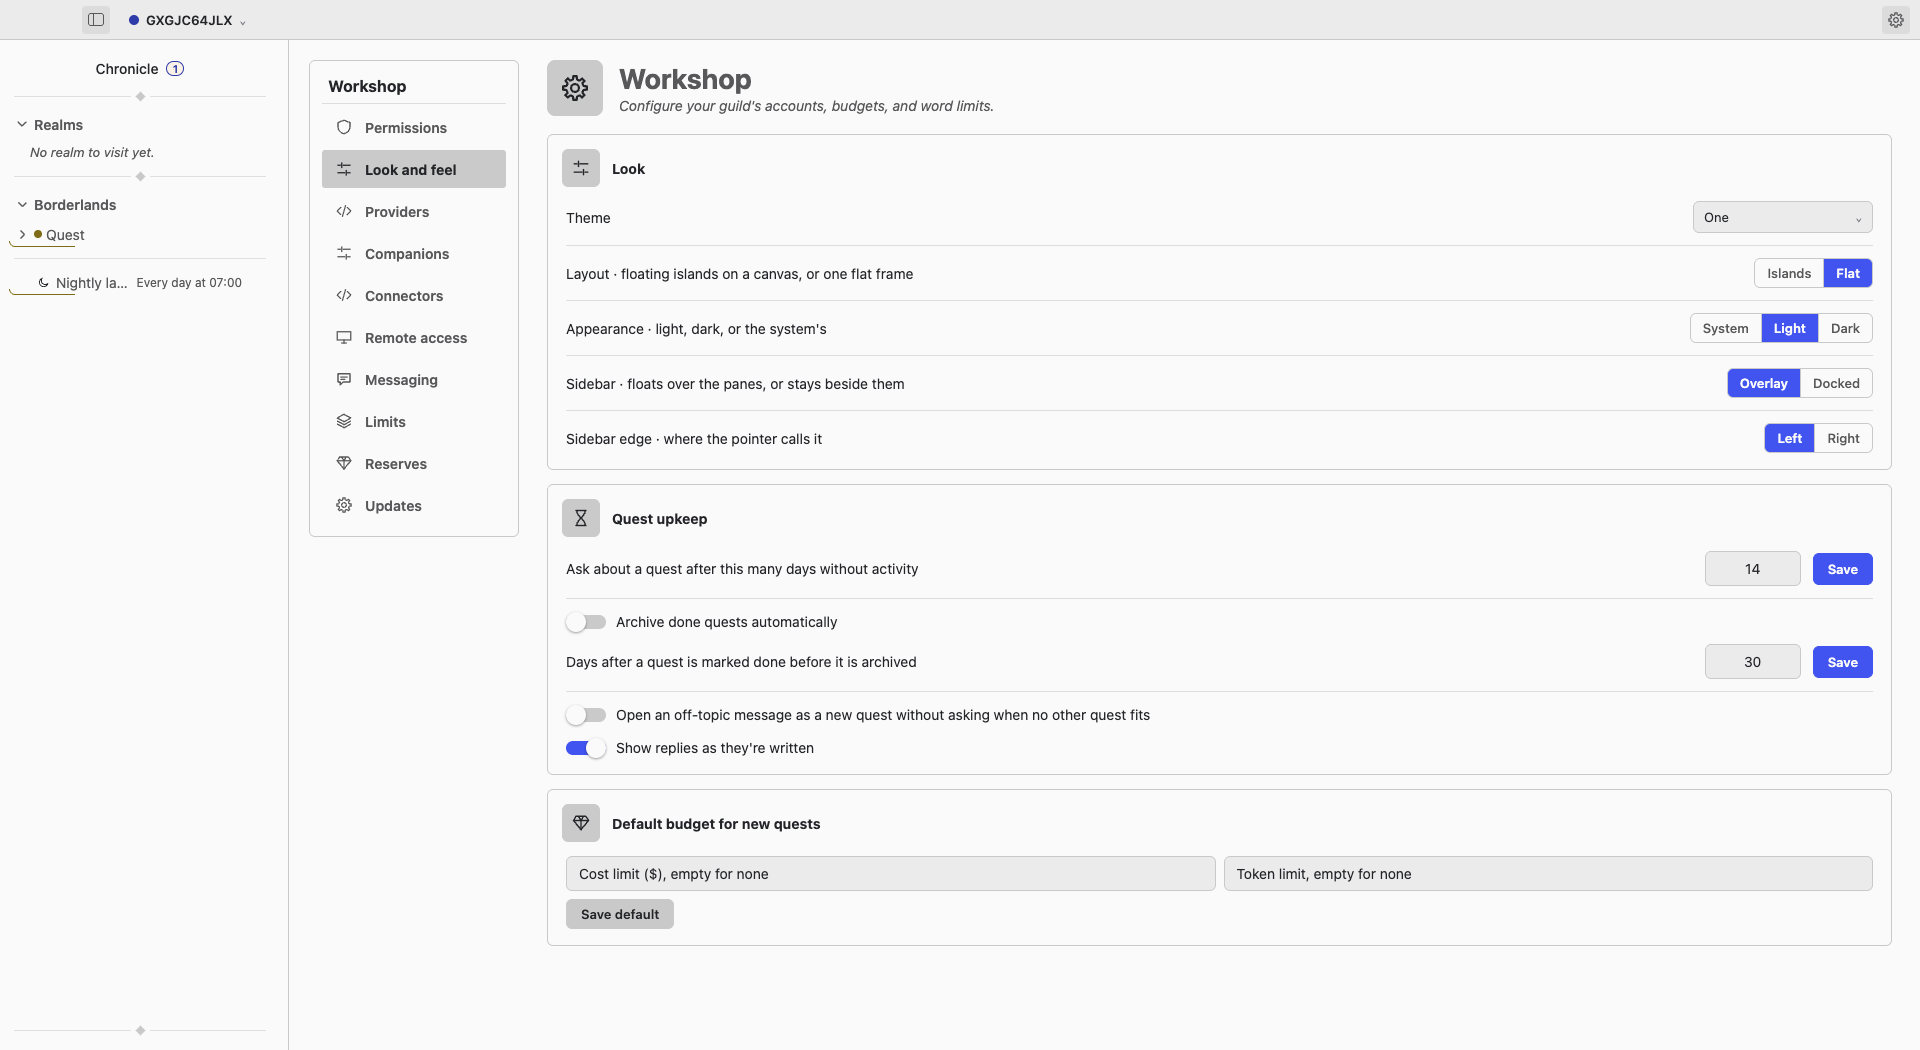 GXGJC64JLX
Chronicle 1
Realms
No realm to visit yet.
Borderlands
Quest
Nightly la... Every day at 07:00
Workshop
Permissions
Look and feel
Providers
Companions
Connectors
Remote access
Messaging
Limits
Reserves
Updates
Workshop
Configure your guild's accounts, budgets, and word limits.
Look
Theme One
Layout · floating islands on a canvas, or one flat frame Islands Flat
Appearance · light, dark, or the system's System Light Dark
Sidebar · floats over the panes, or stays beside them Overlay Docked
Sidebar edge · where the pointer calls it Left Right
Quest upkeep
Ask about a quest after this many days without activity 14 Save
Archive done quests automatically
Days after a quest is marked done before it is archived 30 Save
Open an off-topic message as a new quest without asking when no other quest fits
Show replies as they're written
Default budget for new quests
Cost limit ($), empty for none Token limit, empty for none
Save default